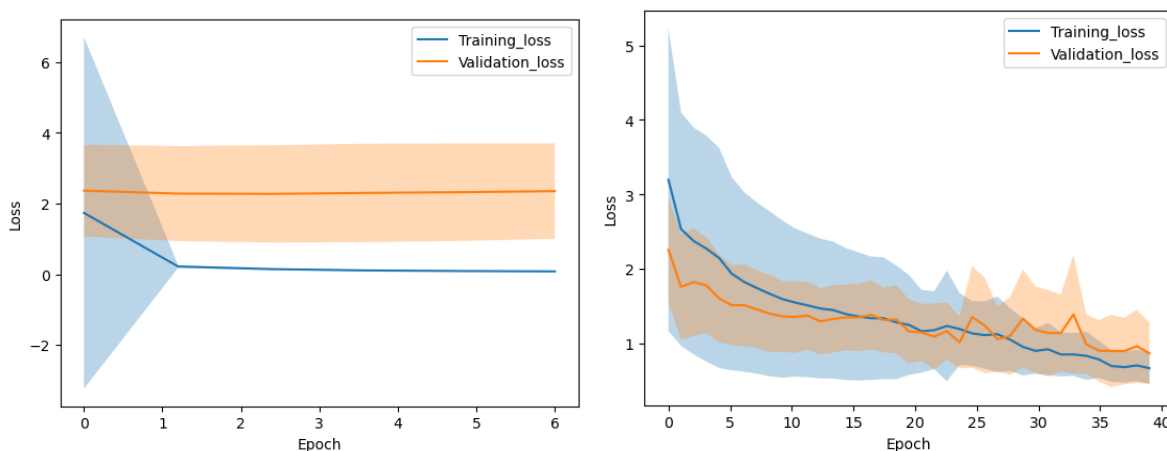 Training_loss
Validation_loss
6
4
2
0
−2
Loss
0 1 2 3 4 5 6
Epoch
Training_loss
Validation_loss
5
4
3
2
1
Loss
0 5 10 15 20 25 30 35 40
Epoch